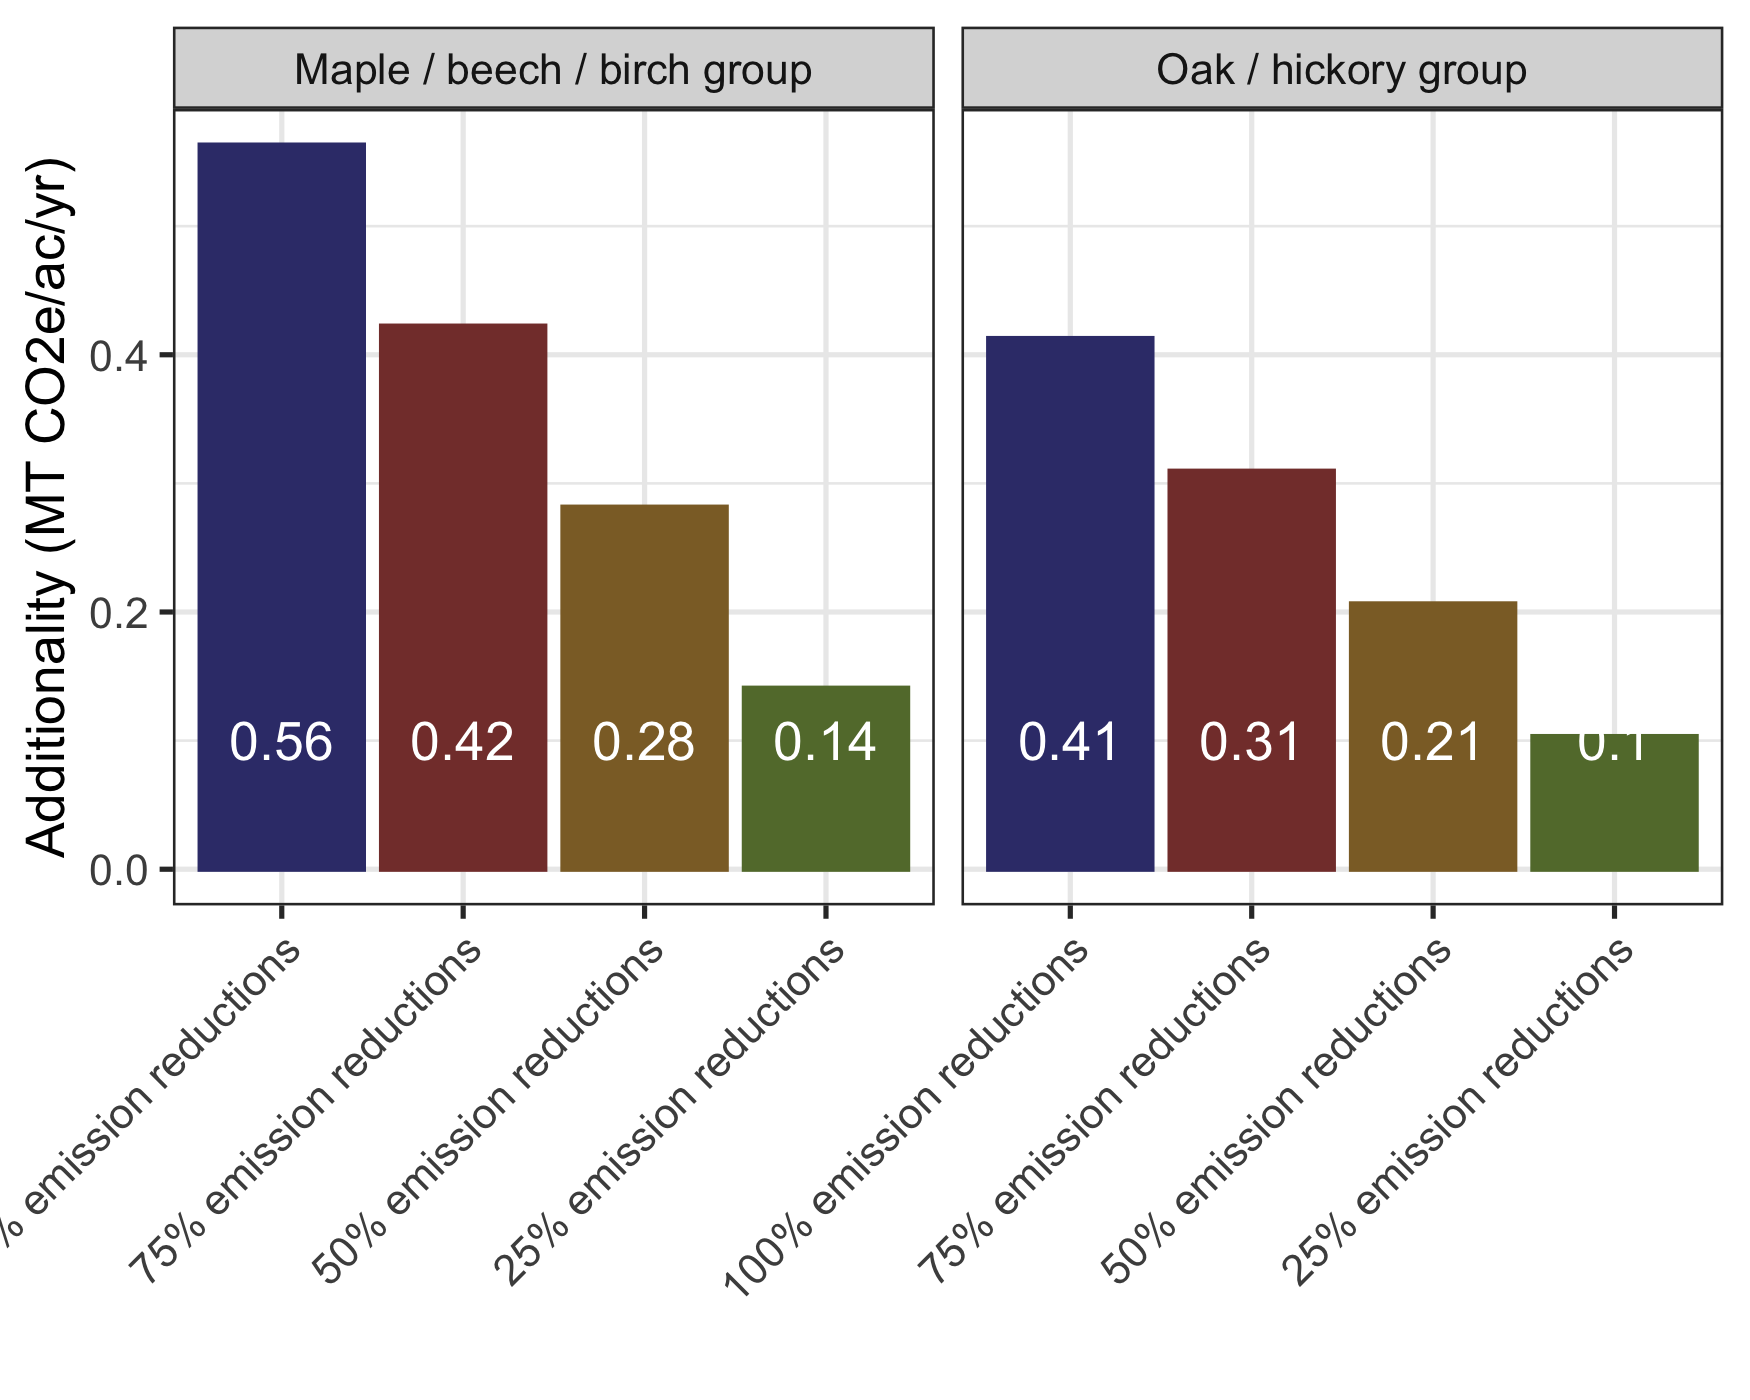 Maple / beech / birch group
Oak / hickory group
Additionality (MT CO2e/ac/yr)
0.4
0.2
0.0
0.56
0.42
0.28
0.14
0.41
0.31
0.21
0.1
% emission reductions
75% emission reductions
50% emission reductions
25% emission reductions
100% emission reductions
75% emission reductions
50% emission reductions
25% emission reductions